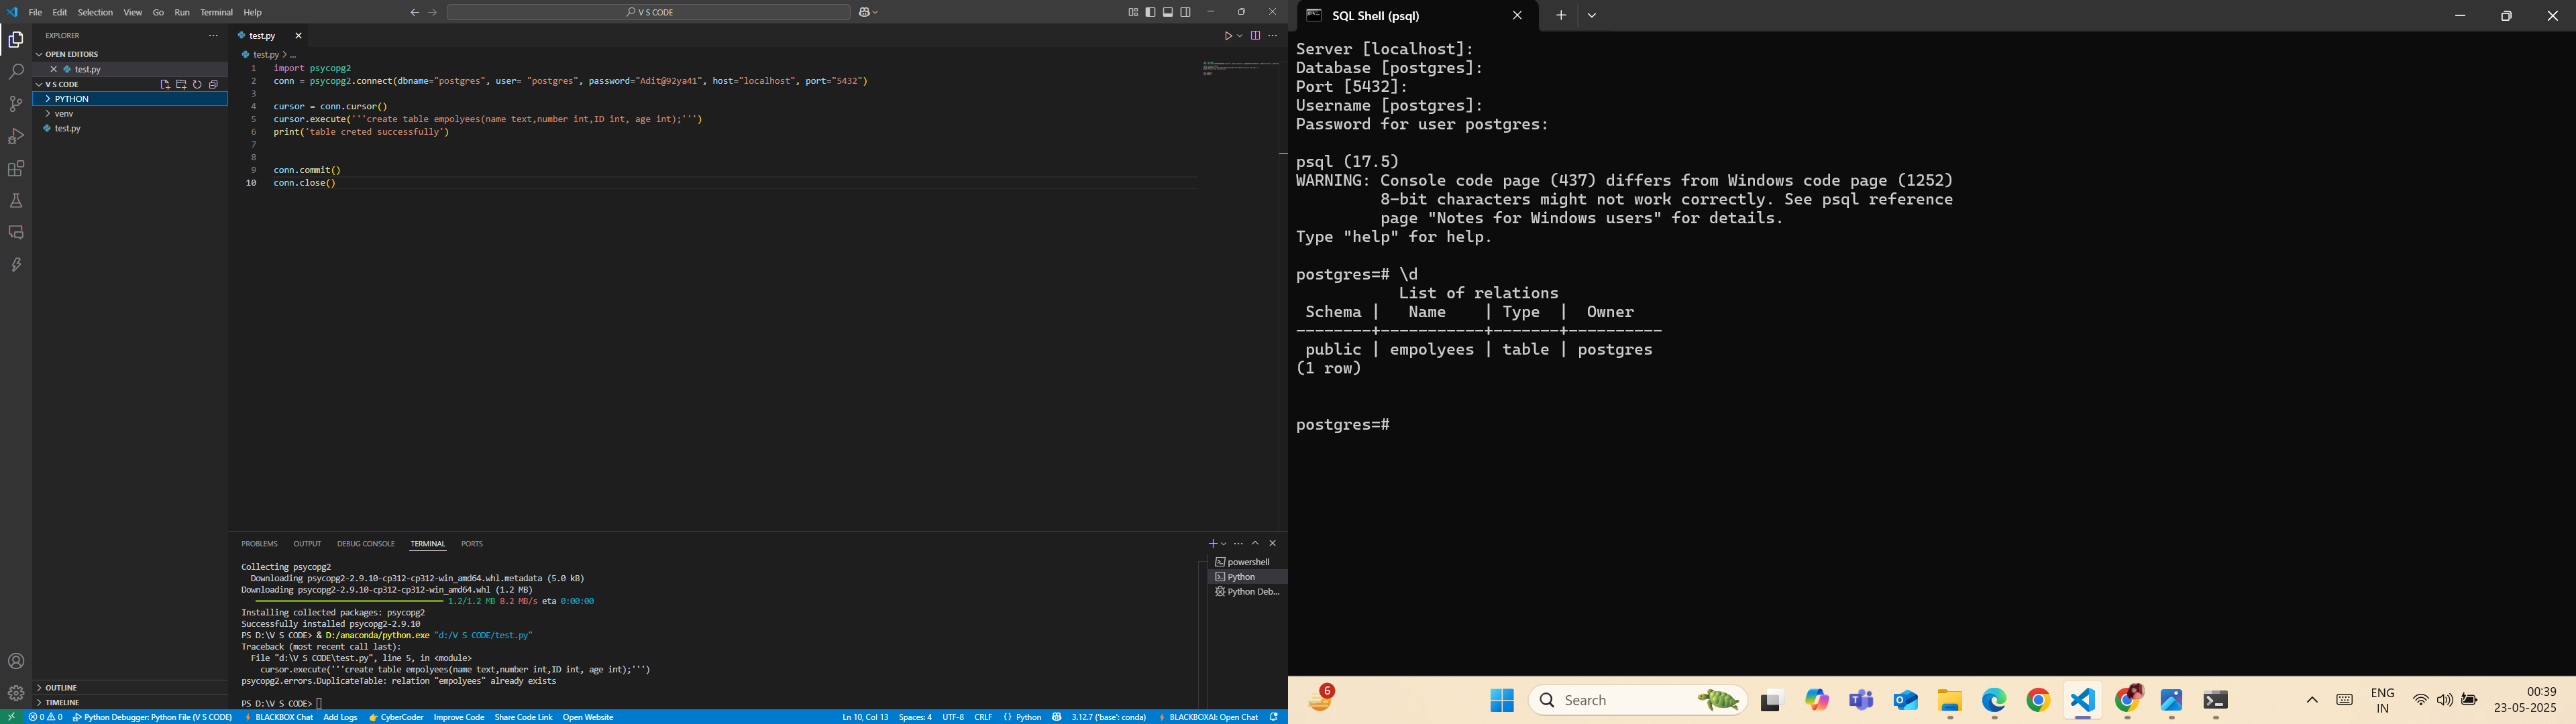 File Edit Selection View Go Run Terminal Help
V S CODE
EXPLORER
OPEN EDITORS
test.py
V S CODE
PYTHON
venv
test.py
OUTLINE
TIMELINE
test.py
test.py > ...
1 import psycopg2
2 conn = psycopg2.connect(dbname="postgres", user= "postgres", password="Adit@92ya41", host="localhost", port="5432")
3
4 cursor = conn.cursor()
5 cursor.execute('''create table empolyees(name text,number int,ID int, age int);''')
6 print('table creted successfully')
7
8
9 conn.commit()
10 conn.close()
PROBLEMS OUTPUT DEBUG CONSOLE TERMINAL PORTS
Collecting psycopg2
Downloading psycopg2-2.9.10-cp312-cp312-win_amd64.whl.metadata (5.0 kB)
Downloading psycopg2-2.9.10-cp312-cp312-win_amd64.whl (1.2 MB)
1.2/1.2 MB 8.2 MB/s eta 0:00:00
Installing collected packages: psycopg2
Successfully installed psycopg2-2.9.10
PS D:\V S CODE> & D:/anaconda/python.exe "d:/V S CODE/test.py"
Traceback (most recent call last):
File "d:\V S CODE\test.py", line 5, in <module>
cursor.execute('''create table empolyees(name text,number int,ID int, age int);''')
psycopg2.errors.DuplicateTable: relation "empolyees" already exists
PS D:\V S CODE>
powershell
Python
Python Deb...
0 0 Python Debugger: Python File (V S CODE) BLACKBOX Chat Add Logs CyberCoder Improve Code Share Code Link Open Website Ln 10, Col 13 Spaces: 4 UTF-8 CRLF Python 3.12.7 ('base': conda) BLACKBOXAI: Open Chat
SQL Shell (psql)
Server [localhost]:
Database [postgres]:
Port [5432]:
Username [postgres]:
Password for user postgres:
psql (17.5)
WARNING: Console code page (437) differs from Windows code page (1252)
8-bit characters might not work correctly. See psql reference
page "Notes for Windows users" for details.
Type "help" for help.
postgres=# \d
List of relations
Schema | Name | Type | Owner
--------+-----------+-------+----------
public | empolyees | table | postgres
(1 row)
postgres=#
6
Search
ENG
IN
00:39
23-05-2025